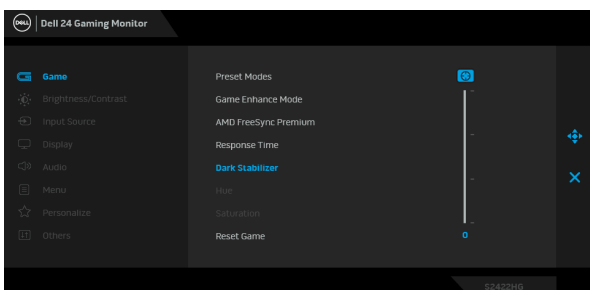 DELL
Dell 24 Gaming Monitor
Game
Brightness/Contrast
Input Source
Display
Audio
Menu
Personalize
Others
Preset Modes
Game Enhance Mode
AMD FreeSync Premium
Response Time
Dark Stabilizer
Hue
Saturation
Reset Game
0
S2422HG